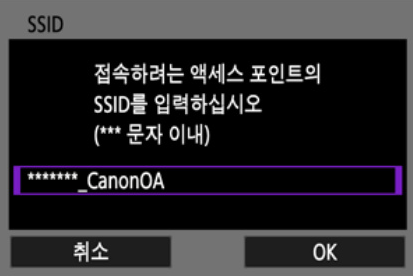 SSID
접속하려는 액세스 포인트의
SSID를 입력하십시오
(*** 문자 이내)
*******_CanonOA
취소
OK